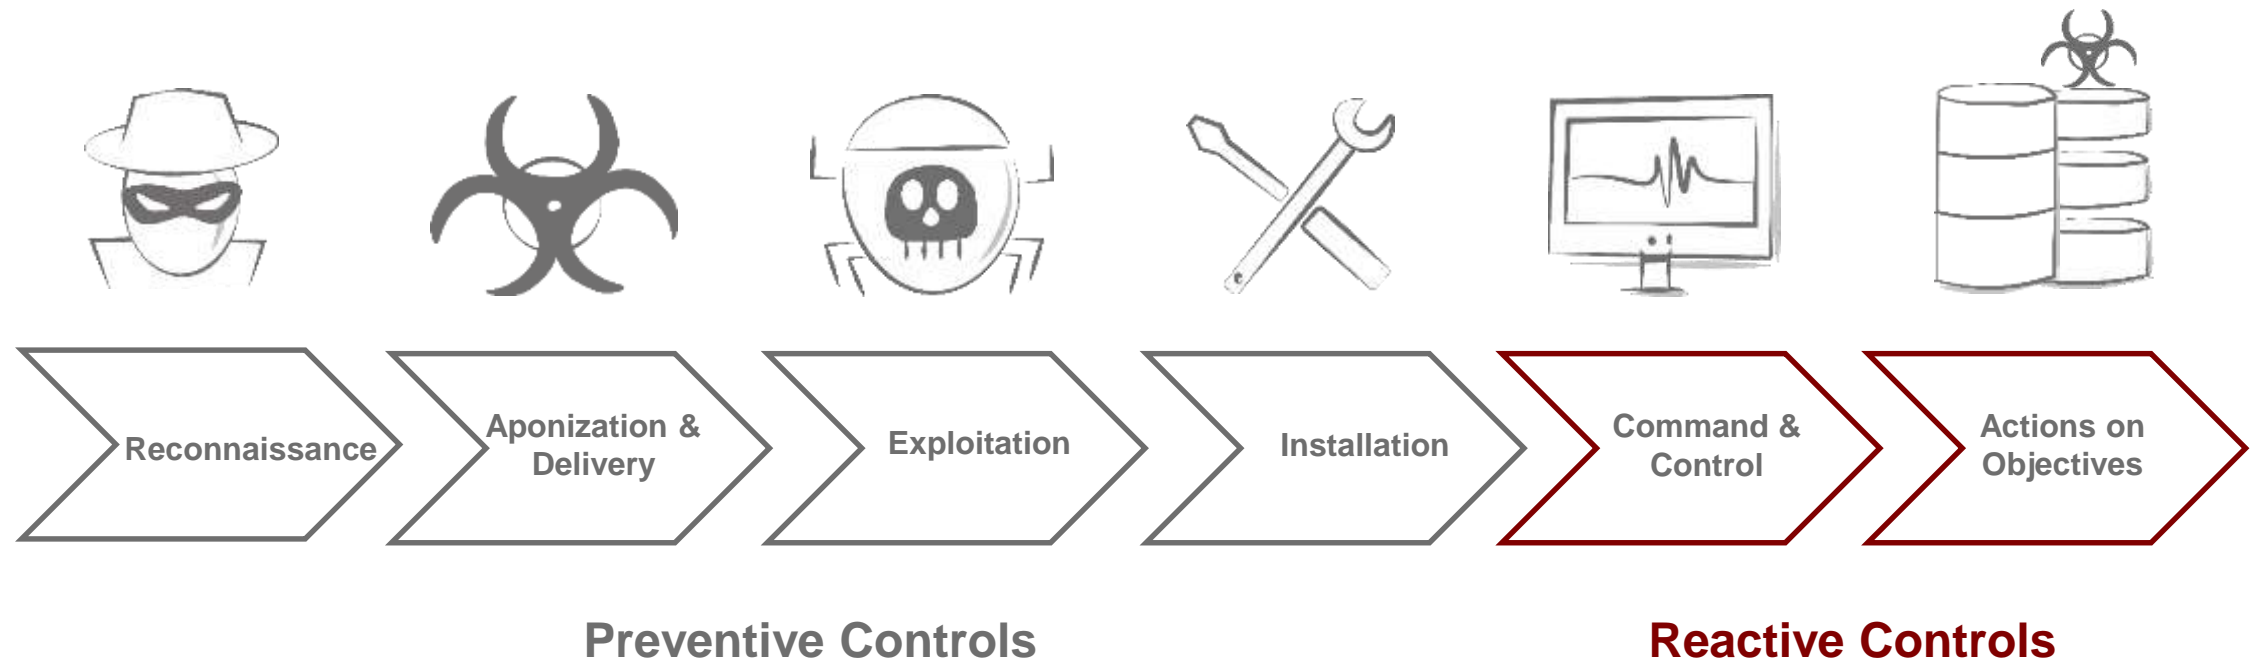 Reconnaissance
Aponization &
Delivery
Exploitation
Installation
Command &
Control
Actions on
Objectives
Preventive Controls
Reactive Controls